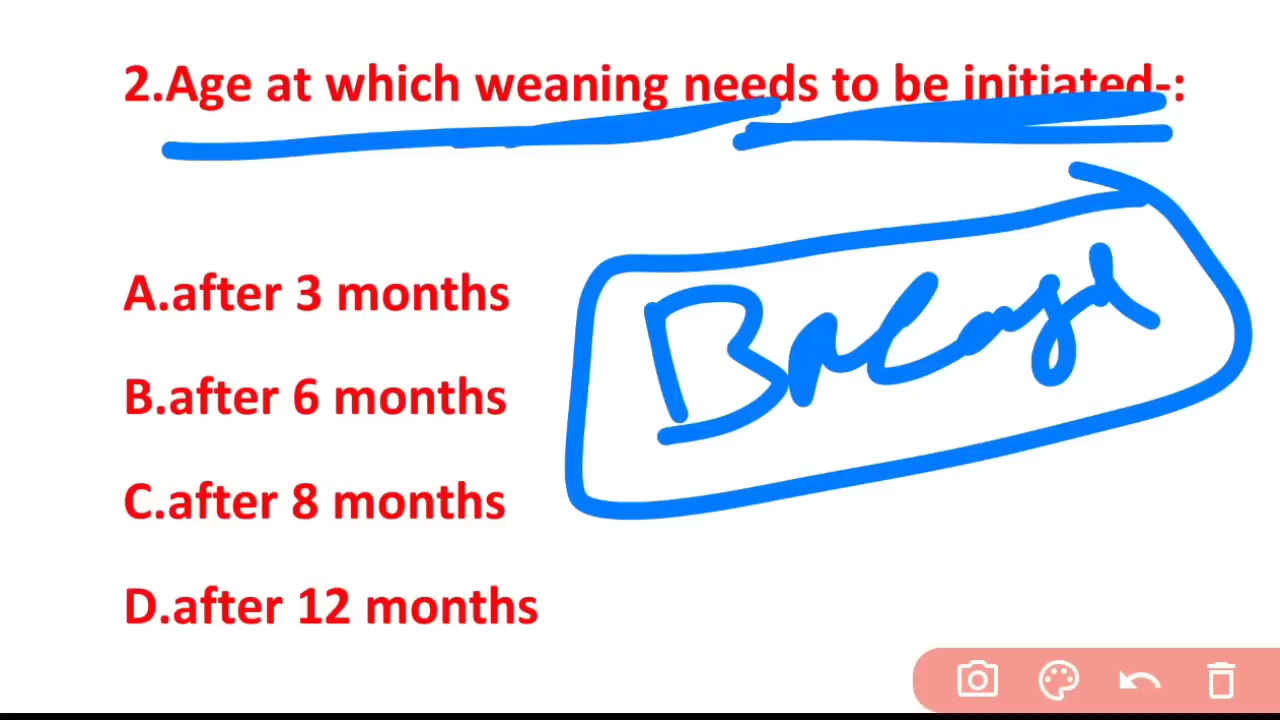 2.Age at which weaning needs to be initiated-:
A.after 3 months
B.after 6 months
C.after 8 months
D.after 12 months